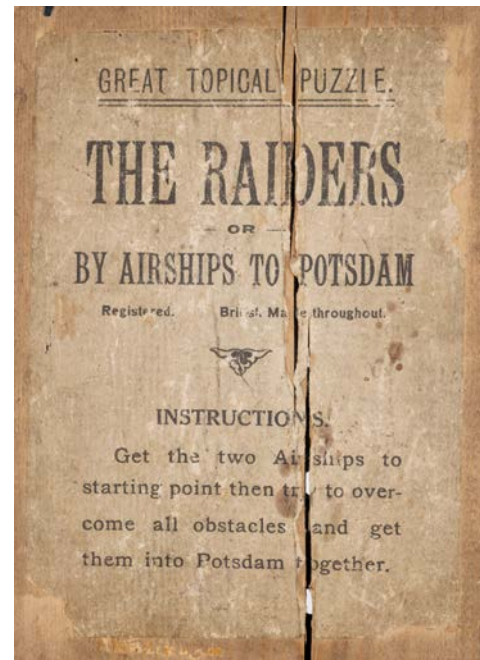 GREAT TOPICAL PUZZLE.
THE RAIDERS
— OR —
BY AIRSHIPS TO POTSDAM
Registered. British Made throughout.
INSTRUCTIONS.
Get the two Airships to
starting point then try to over-
come all obstacles and get
them into Potsdam together.